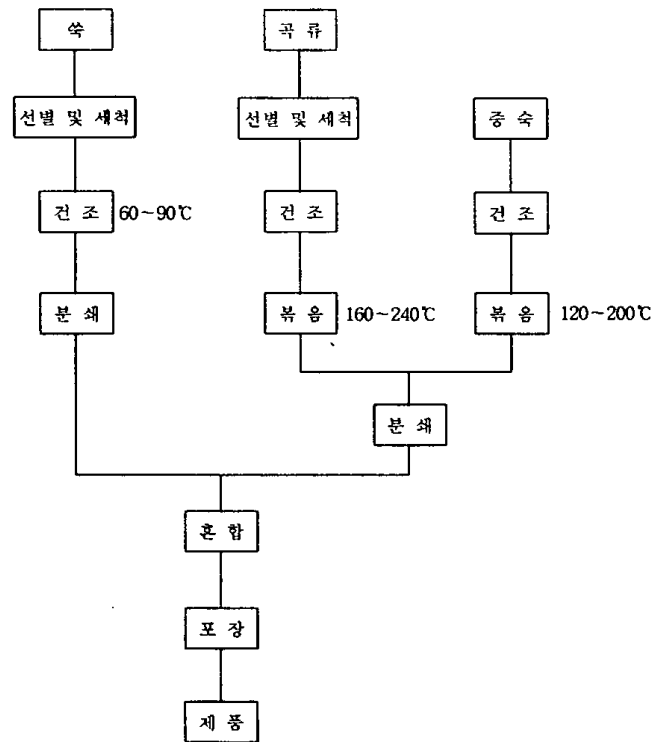 쑥
곡 류
선별 및 세척
선별 및 세척
증 숙
건 조 60~90℃
건 조
건 조
분 쇄
볶 음 160~240℃
볶 음 120~200℃
분 쇄
혼 합
포 장
제 품